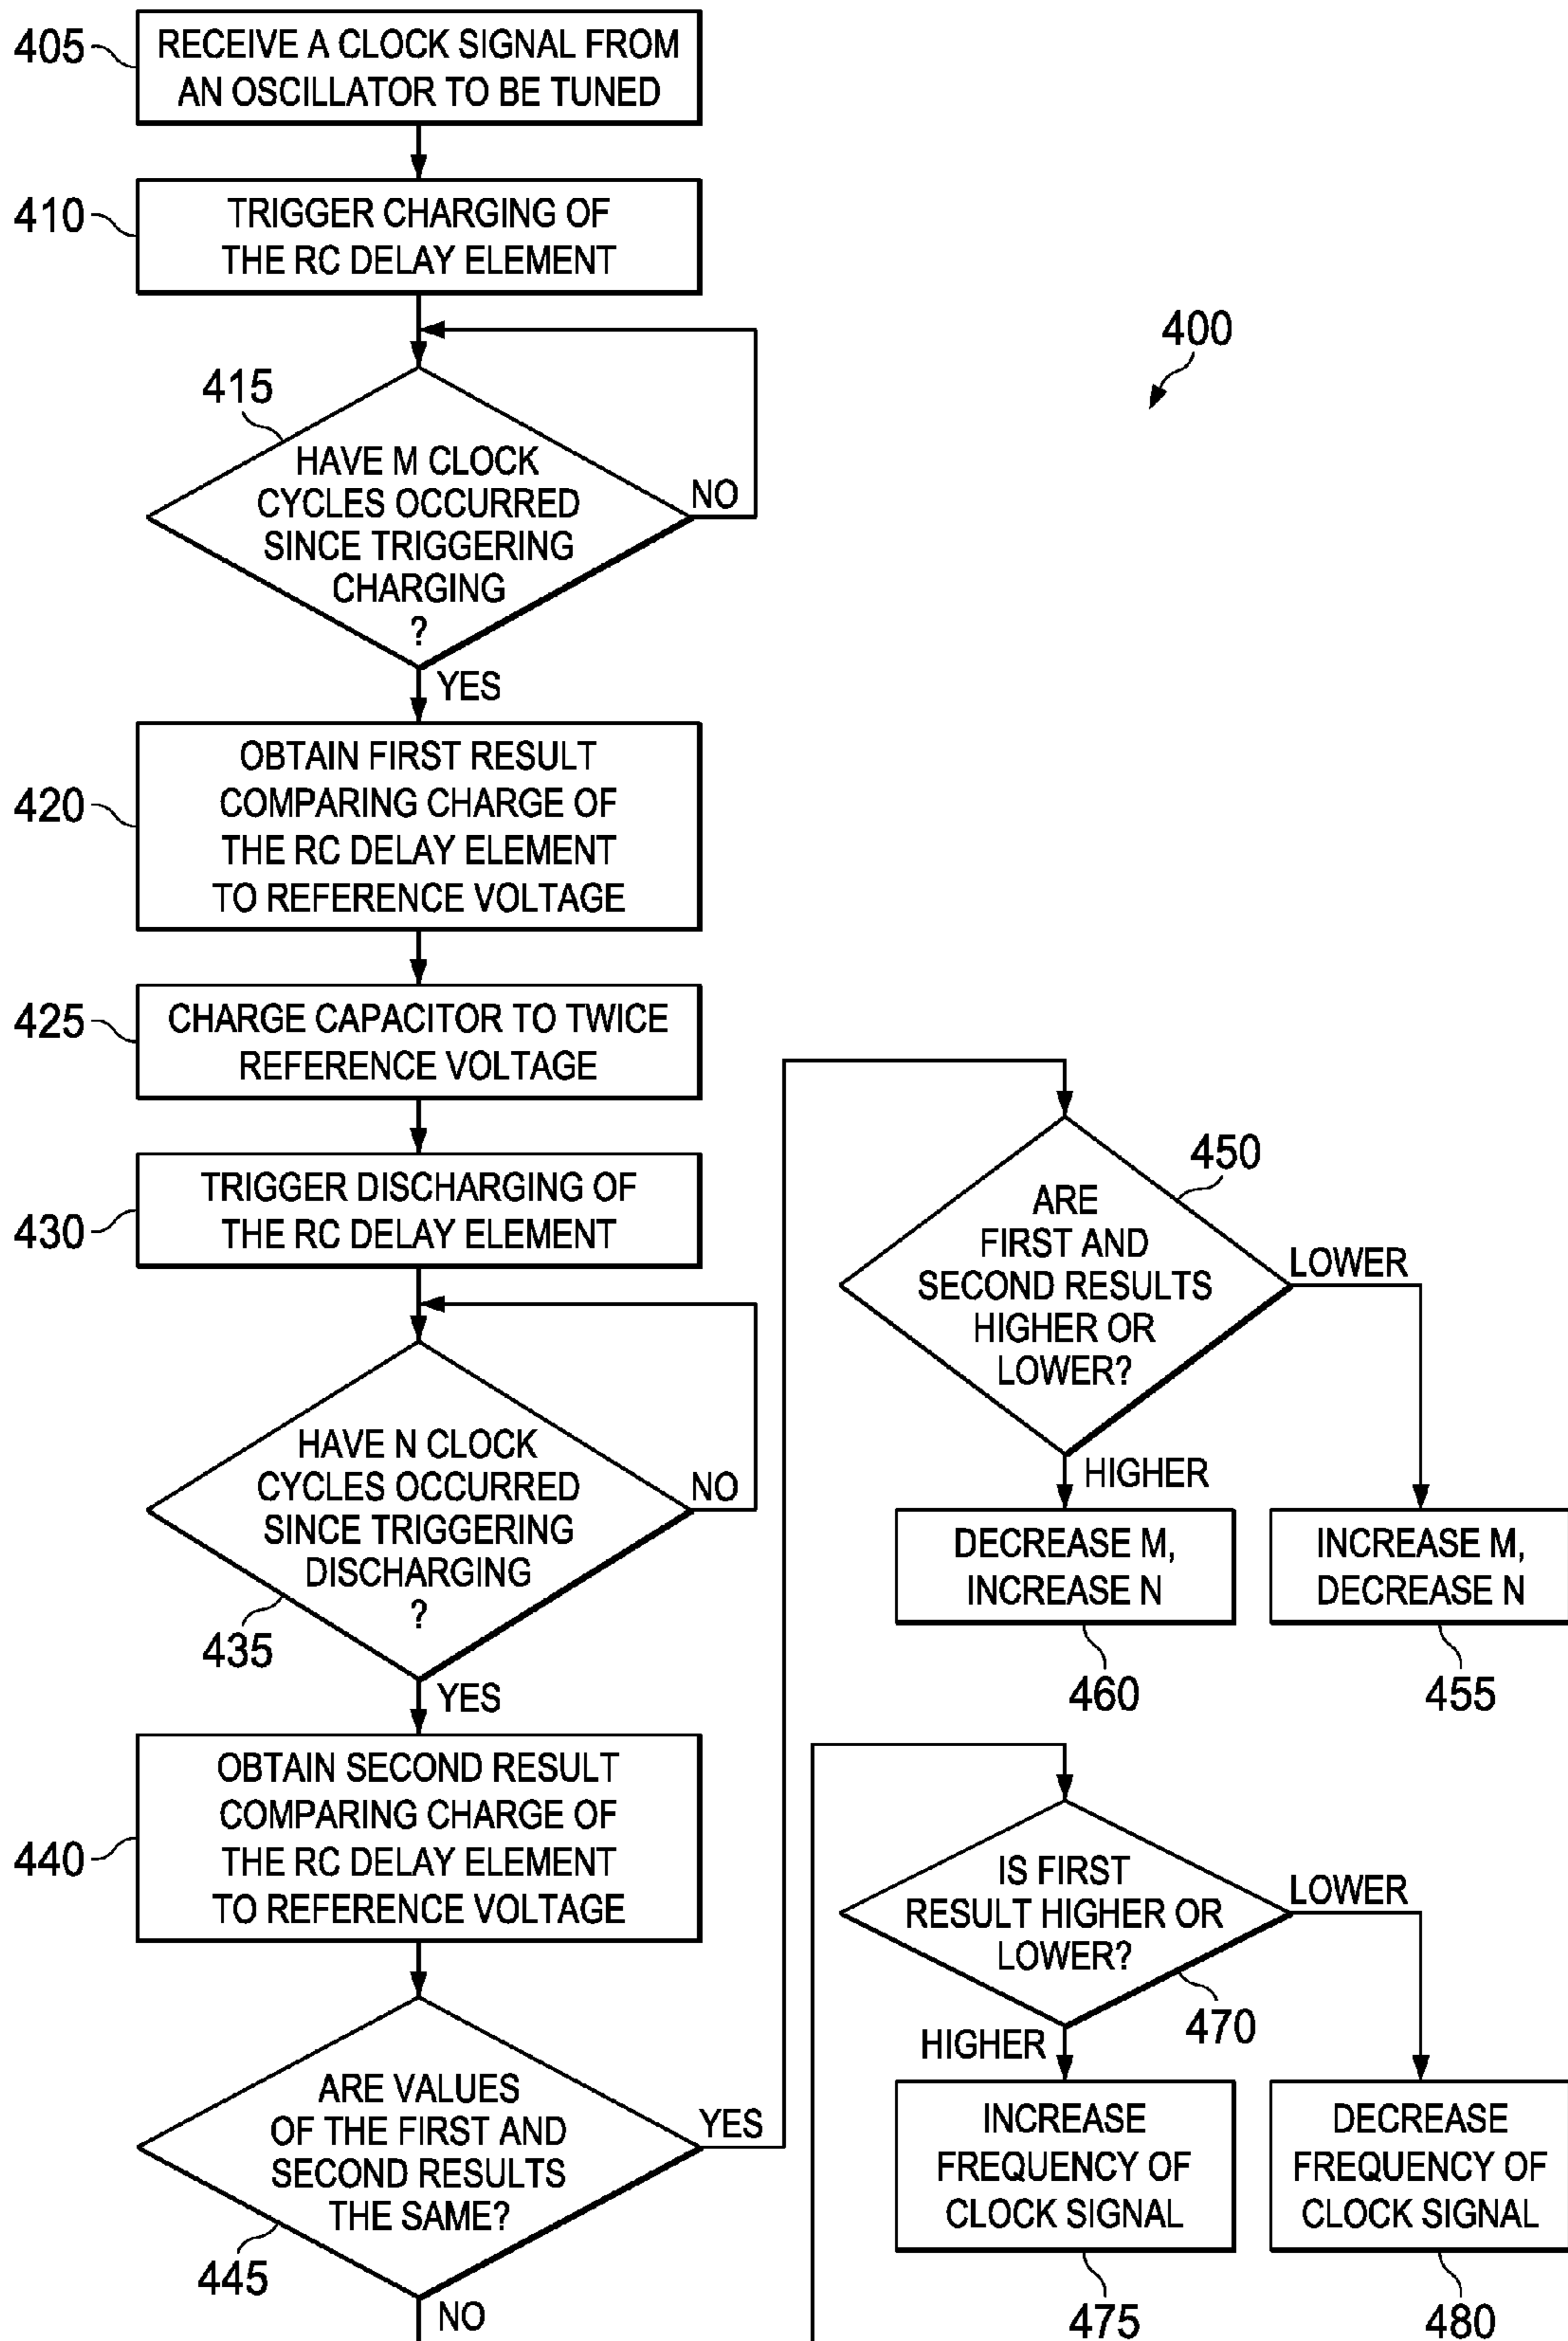 405
RECEIVE A CLOCK SIGNAL FROM
AN OSCILLATOR TO BE TUNED
410
TRIGGER CHARGING OF
THE RC DELAY ELEMENT
400
415
HAVE M CLOCK
CYCLES OCCURRED
SINCE TRIGGERING
CHARGING
?
NO
YES
420
OBTAIN FIRST RESULT
COMPARING CHARGE OF
THE RC DELAY ELEMENT
TO REFERENCE VOLTAGE
425
CHARGE CAPACITOR TO TWICE
REFERENCE VOLTAGE
430
TRIGGER DISCHARGING OF
THE RC DELAY ELEMENT
HAVE N CLOCK
CYCLES OCCURRED
SINCE TRIGGERING
DISCHARGING
?
NO
435
YES
440
OBTAIN SECOND RESULT
COMPARING CHARGE OF
THE RC DELAY ELEMENT
TO REFERENCE VOLTAGE
ARE VALUES
OF THE FIRST AND
SECOND RESULTS
THE SAME?
YES
445
NO
450
ARE
FIRST AND
SECOND RESULTS
HIGHER OR
LOWER?
LOWER
HIGHER
DECREASE M,
INCREASE N
460
INCREASE M,
DECREASE N
455
IS FIRST
RESULT HIGHER OR
LOWER?
LOWER
470
HIGHER
INCREASE
FREQUENCY OF
CLOCK SIGNAL
475
DECREASE
FREQUENCY OF
CLOCK SIGNAL
480